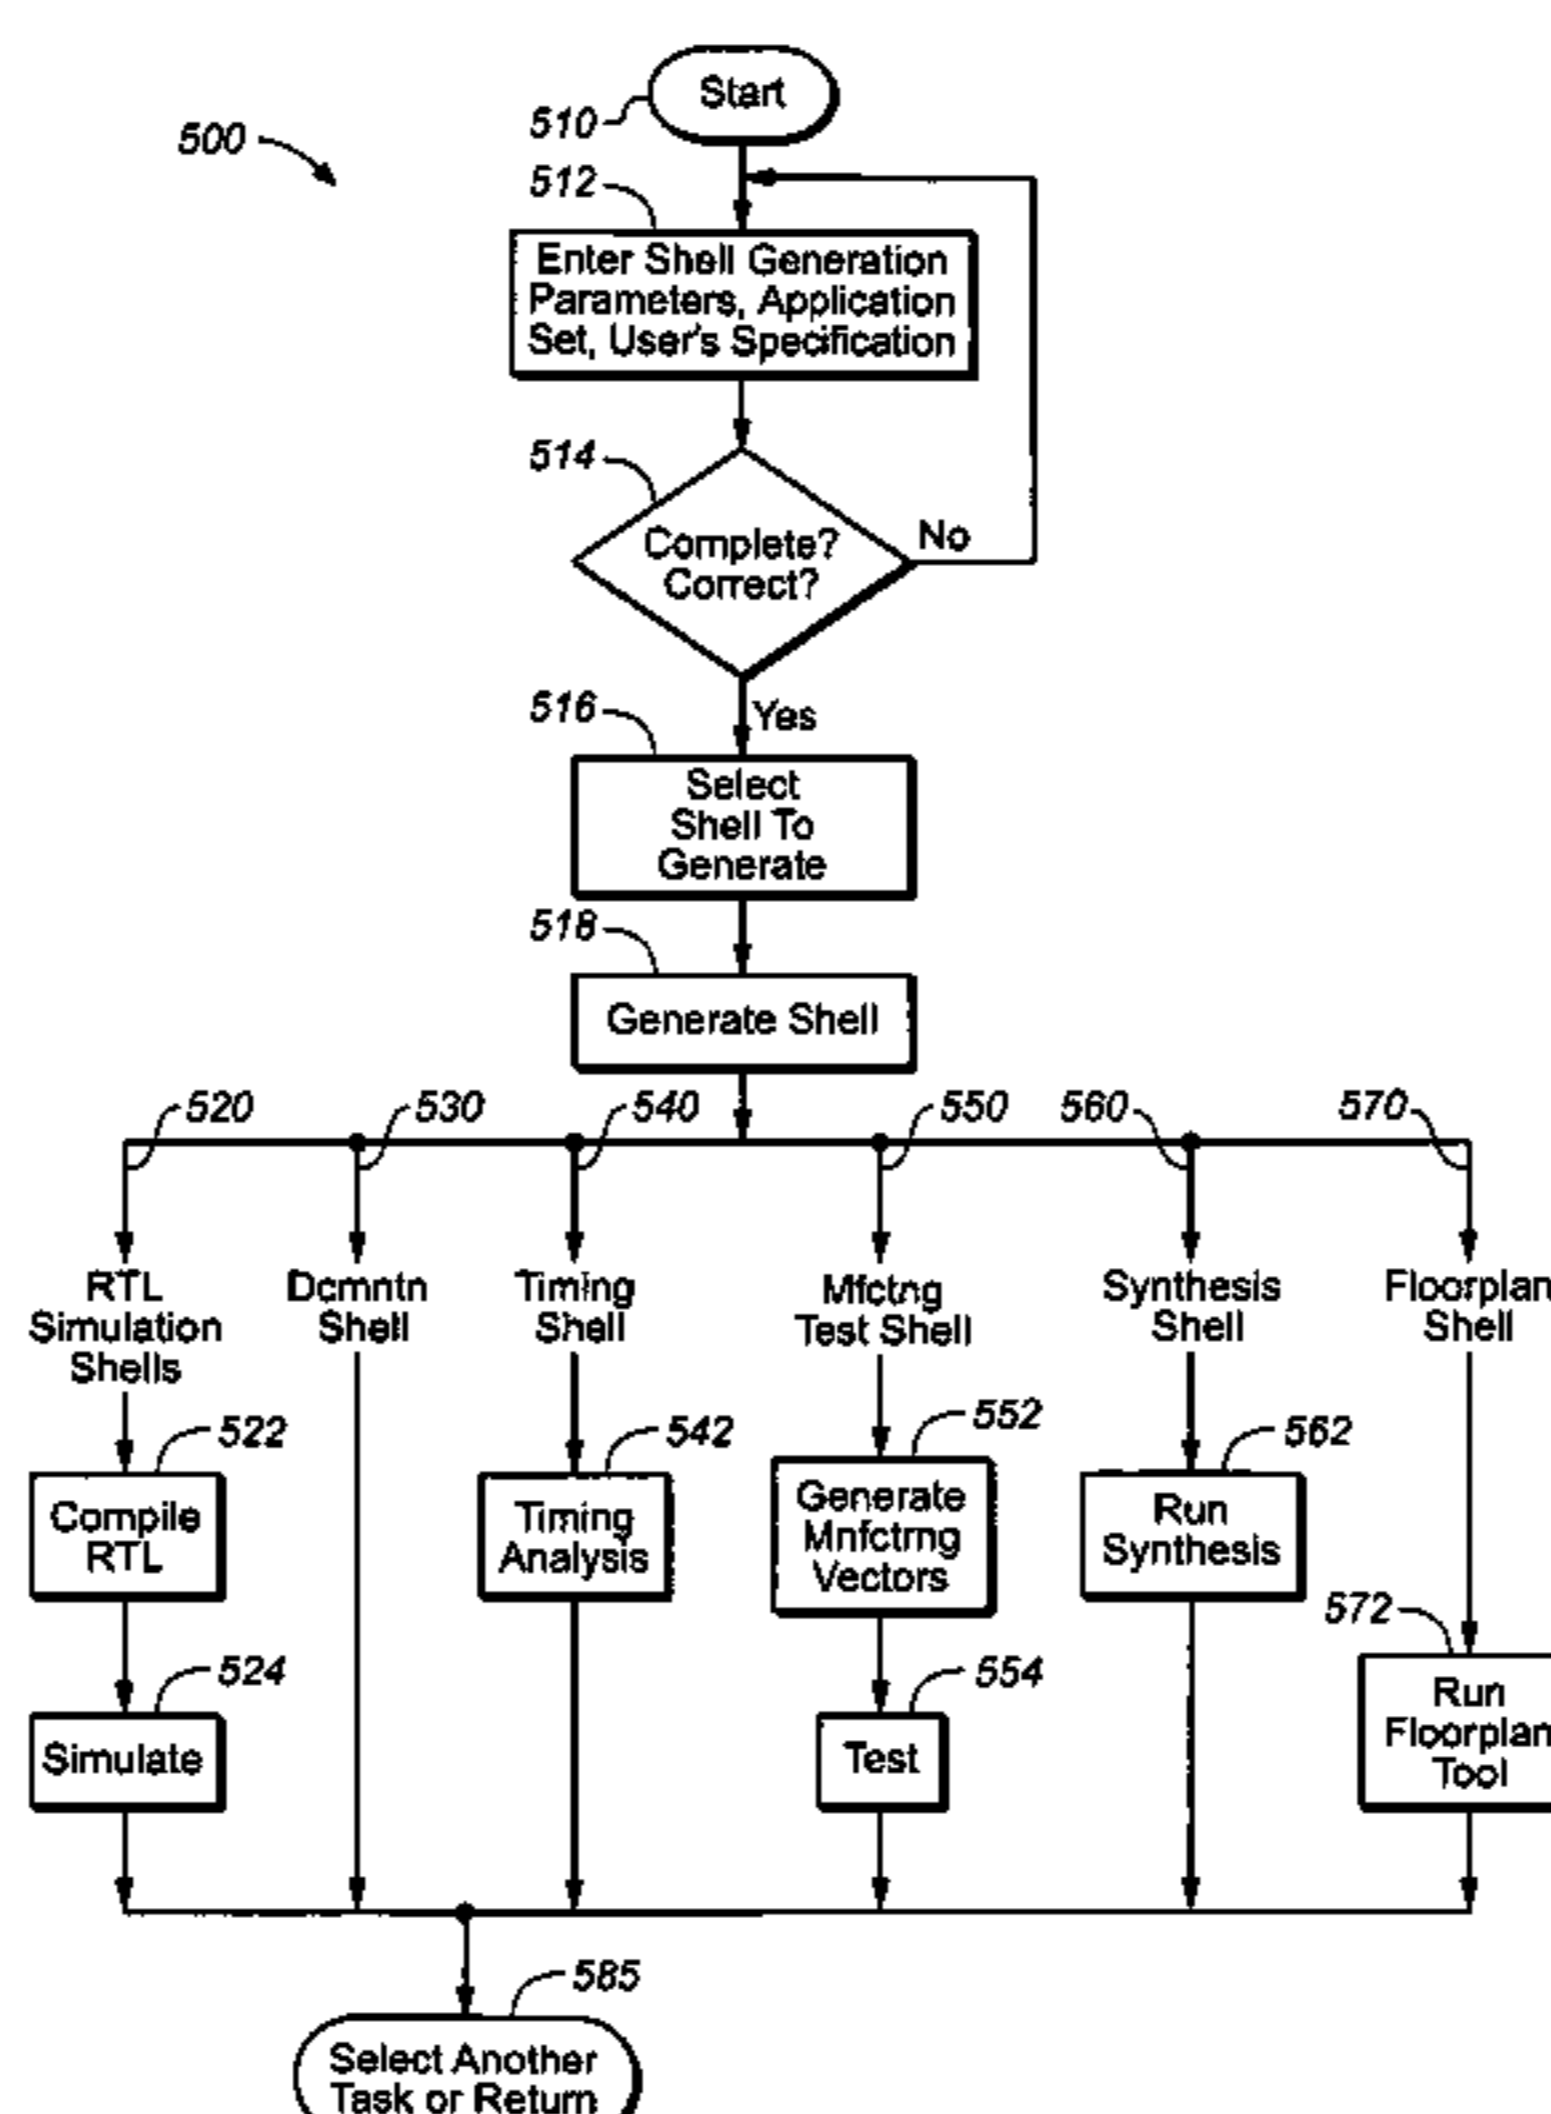 Start
510
500
512
Enter Shell Generation
Parameters, Application
Set, User's Specification
514
Complete?
Correct?
No
516
Yes
Select
Shell To
Generate
518
Generate Shell
520
530
540
550
560
570
RTL
Simulation
Shells
Dcmntn
Shell
Timing
Shell
Mfctng
Test Shell
Synthesis
Shell
Floorplan
Shell
522
542
552
562
Compile
RTL
Timing
Analysis
Generate
Mnfctrng
Vectors
Run
Synthesis
572
524
554
Simulate
Test
Run
Floorplan
Tool
585
Select Another
Task or Return